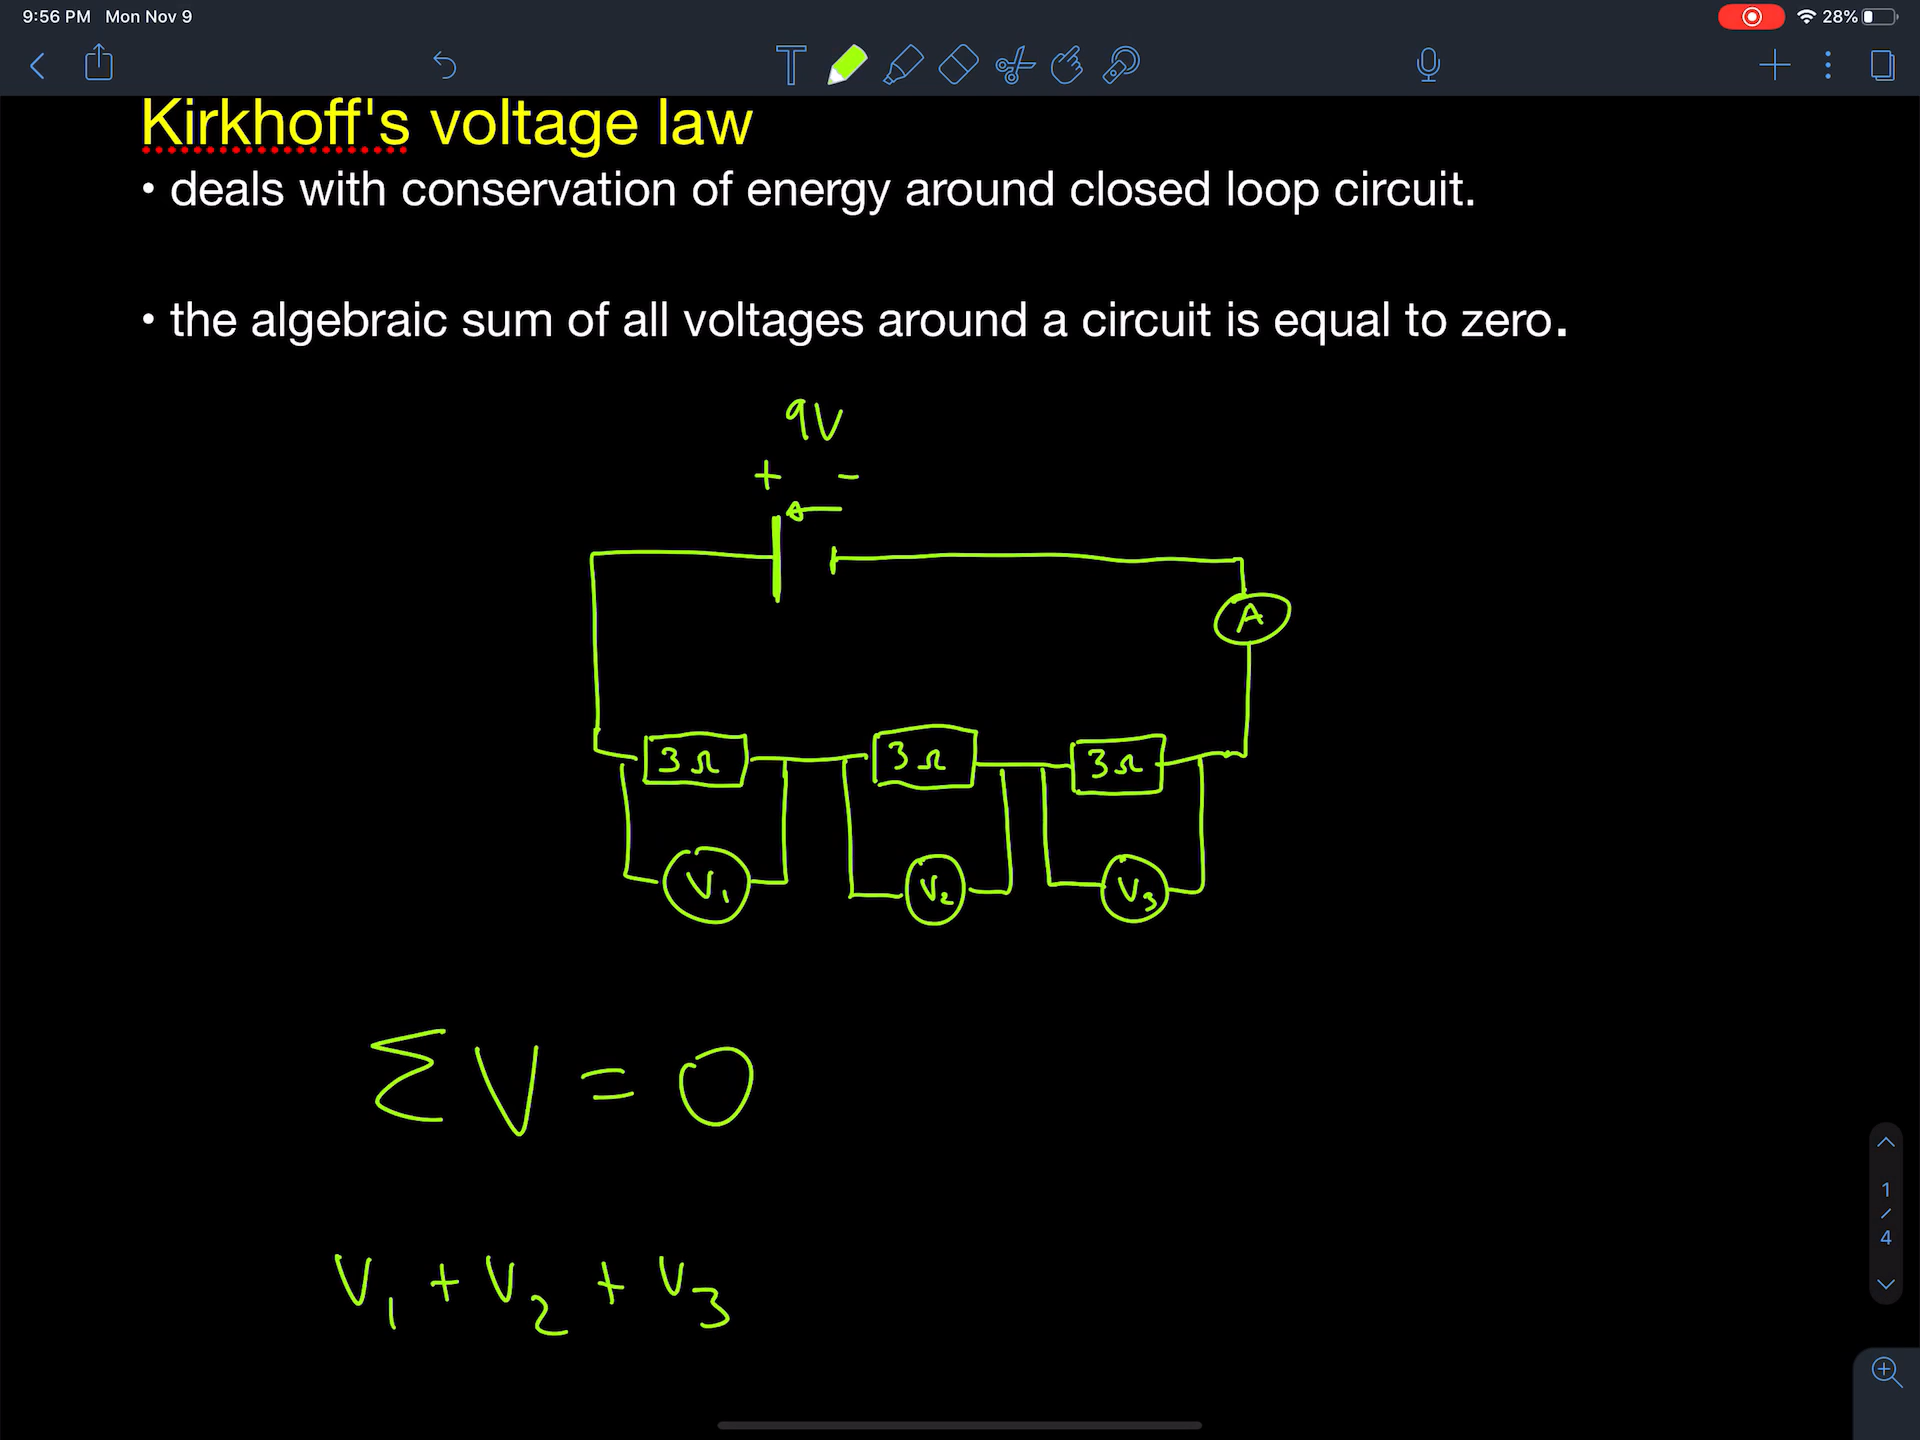 9:56 PM Mon Nov 9
28%
Kirkhoff's voltage law
• deals with conservation of energy around closed loop circuit.
• the algebraic sum of all voltages around a circuit is equal to zero.
9V
+ -
A
3Ω 3Ω 3Ω
V₁ V₂ V₃
ΣV = 0
V₁ + V₂ + V₃
1
/
4